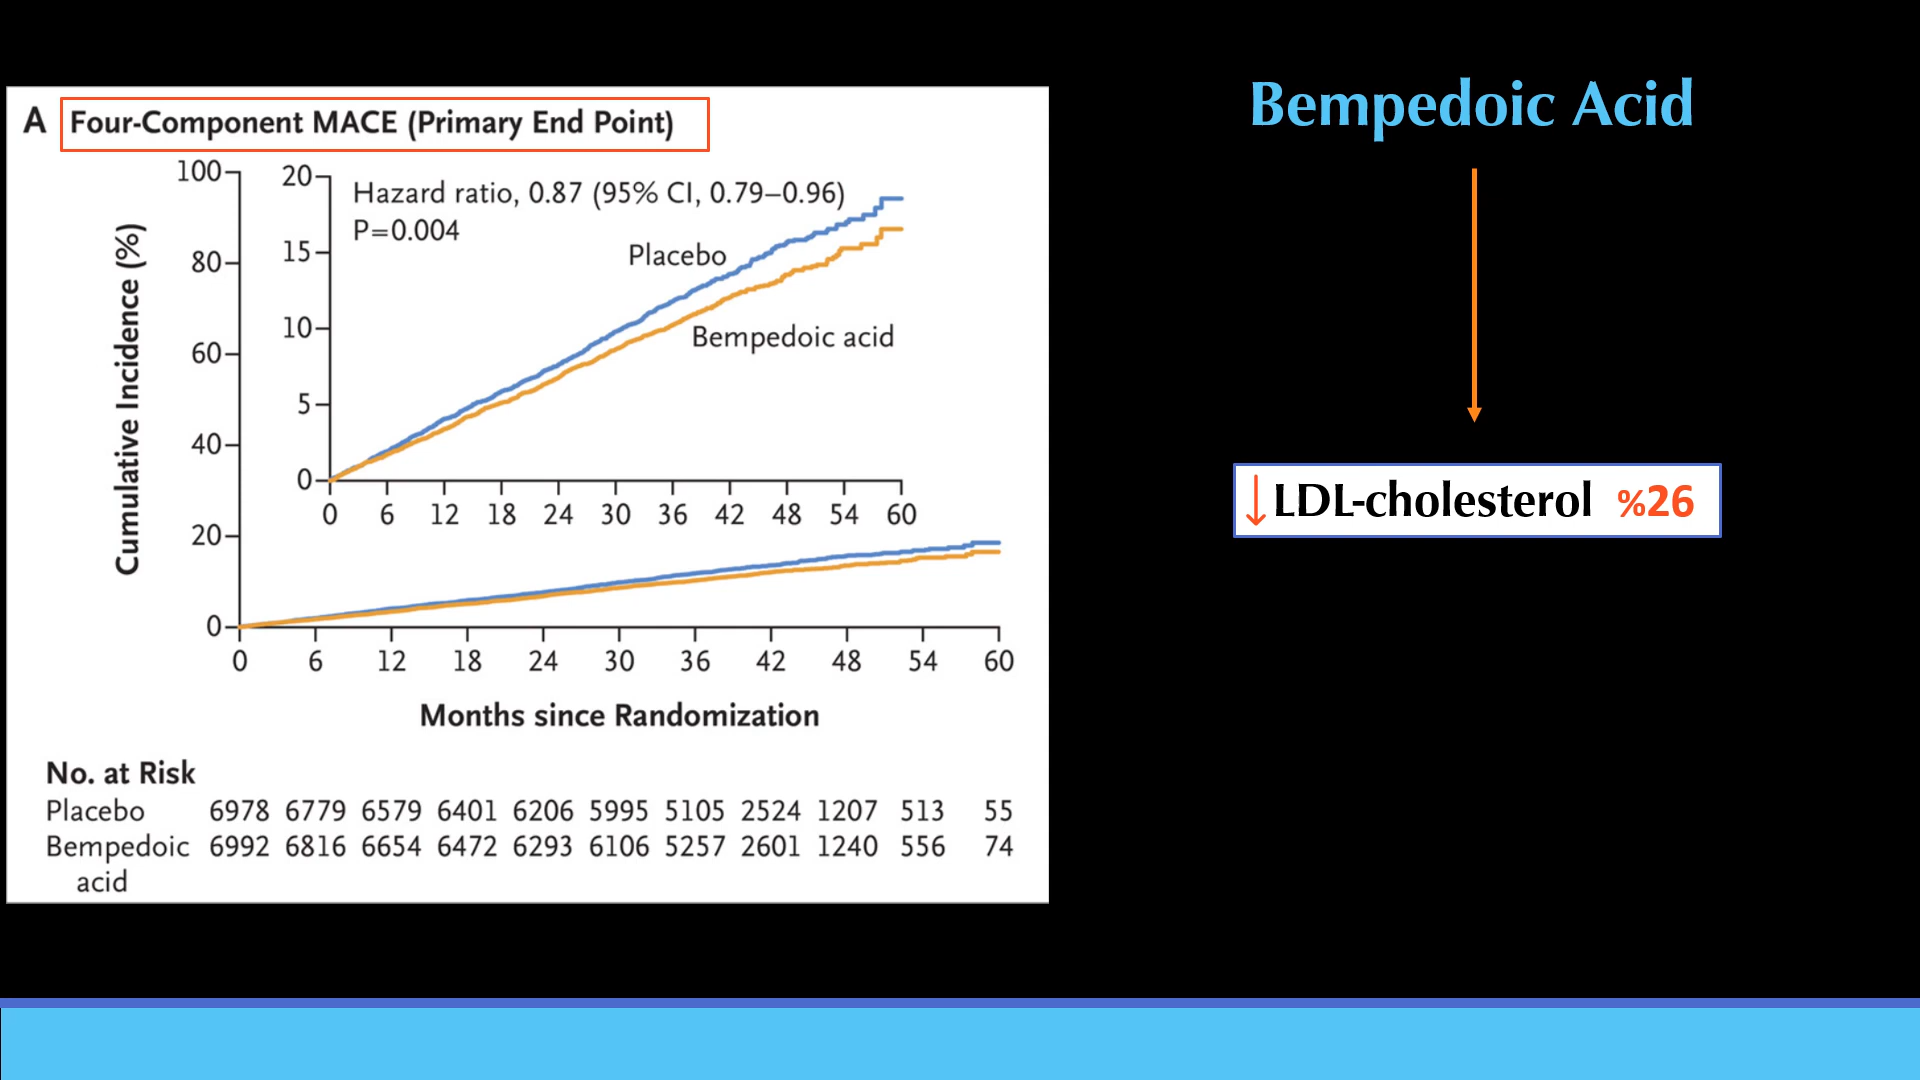 A Four-Component MACE (Primary End Point)
Cumulative Incidence (%)
100
80
60
40
20
0
20
15
10
5
0
Hazard ratio, 0.87 (95% CI, 0.79–0.96)
P=0.004
Placebo
Bempedoic acid
0 6 12 18 24 30 36 42 48 54 60
0 6 12 18 24 30 36 42 48 54 60
Months since Randomization
No. at Risk
Placebo 6978 6779 6579 6401 6206 5995 5105 2524 1207 513 55
Bempedoic 6992 6816 6654 6472 6293 6106 5257 2601 1240 556 74
acid
Bempedoic Acid
↓LDL-cholesterol %26